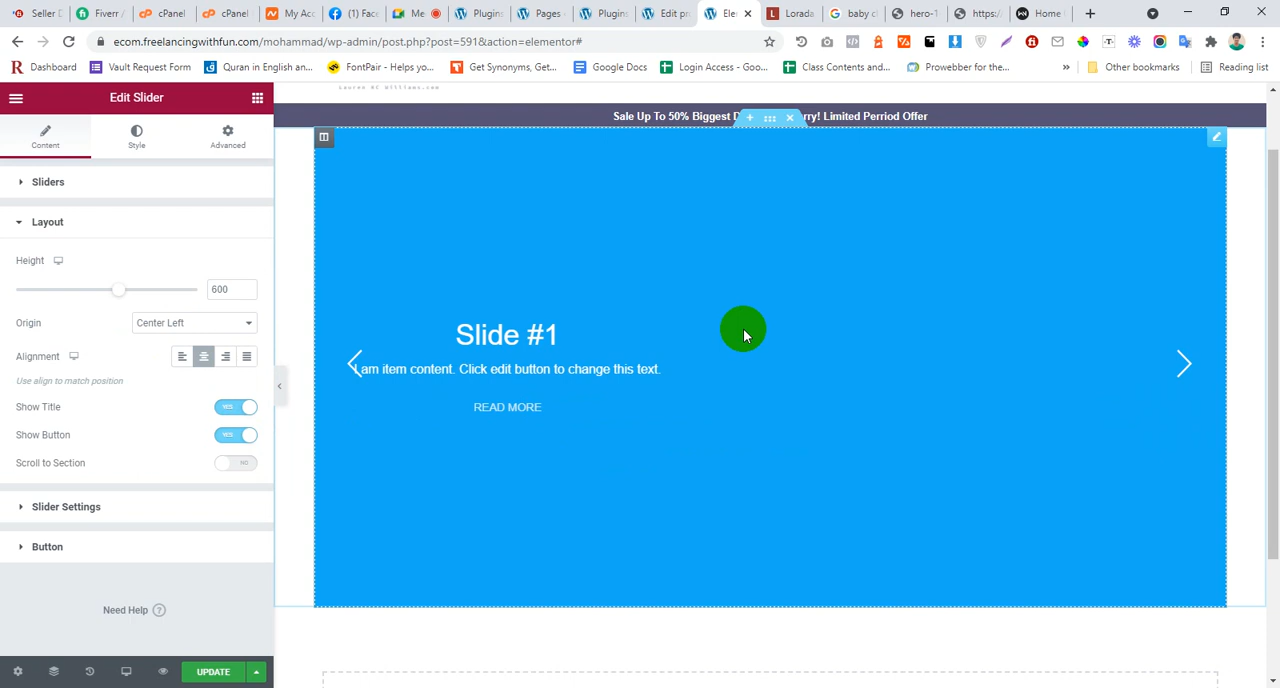 Seller D
Fiverr /
cPanel
cPanel
My Acc
(1) Face
Me
Plugins
Pages
Plugins
Edit pr
Ele
Lorada
baby c
hero-1
https:/
Home
ecom.freelancingwithfun.com/mohammad/wp-admin/post.php?post=591&action=elementor#
Dashboard
Vault Request Form
Quran in English an...
FontPair - Helps yo...
Get Synonyms, Get...
Google Docs
Login Access - Goo...
Class Contents and...
Prowebber for the...
»
Other bookmarks
Reading list
Edit Slider
Lauren AC Williams.com
Content
Style
Advanced
Sale Up To 50% Biggest D
rry! Limited Perriod Offer
Sliders
Layout
Height
600
Origin
Center Left
Alignment
Use align to match position
Show Title
YES
Show Button
YES
Scroll to Section
NO
Slider Settings
Button
Need Help
?
UPDATE
Slide #1
I am item content. Click edit button to change this text.
READ MORE